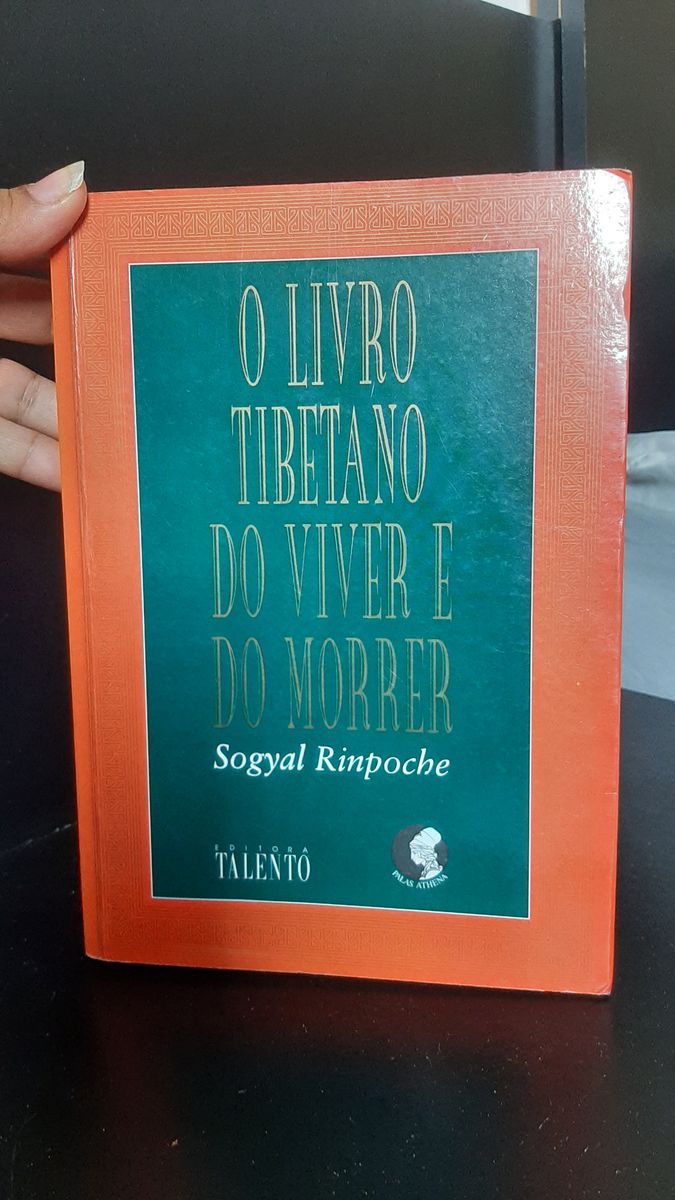 O LIVRO
TIBETANO
DO VIVER E
DO MORRER
Sogyal Rinpoche
EDITORA
TALENTO
PALAS ATHENA